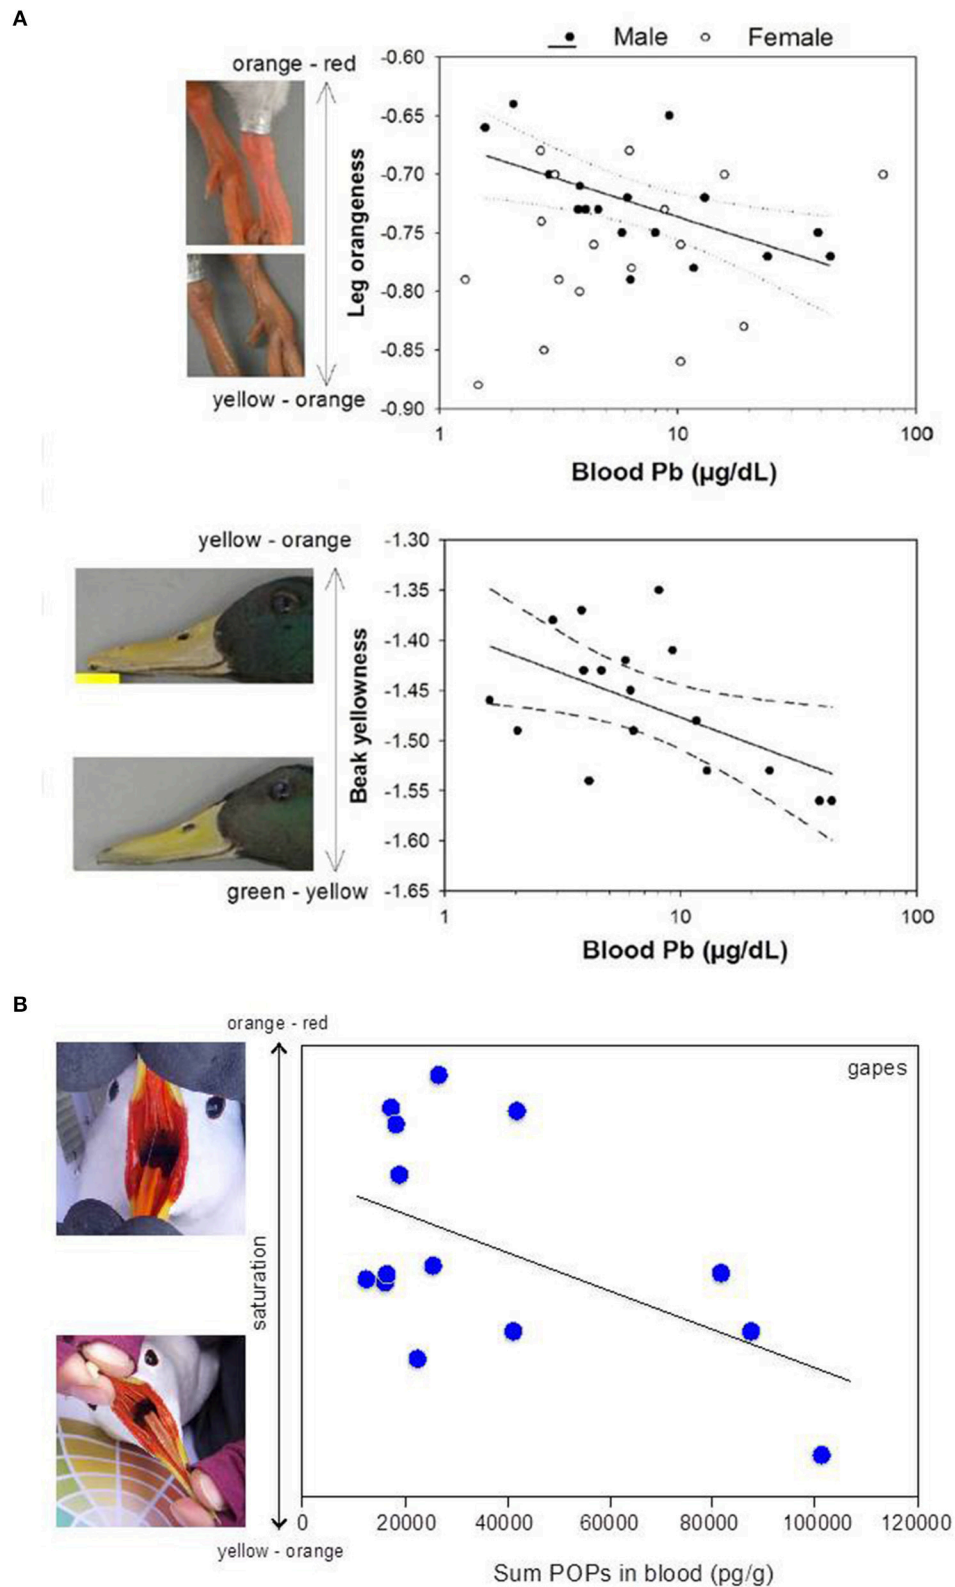 A
Male Female
orange - red
yellow - orange
Leg orangeness
-0.60
-0.65
-0.70
-0.75
-0.80
-0.85
-0.90
1 10 100
Blood Pb (µg/dL)
yellow - orange
green - yellow
Beak yellowness
-1.30
-1.35
-1.40
-1.45
-1.50
-1.55
-1.60
-1.65
1 10 100
Blood Pb (µg/dL)
B
orange - red
saturation
yellow - orange
gapes
0 20000 40000 60000 80000 100000 120000
Sum POPs in blood (pg/g)